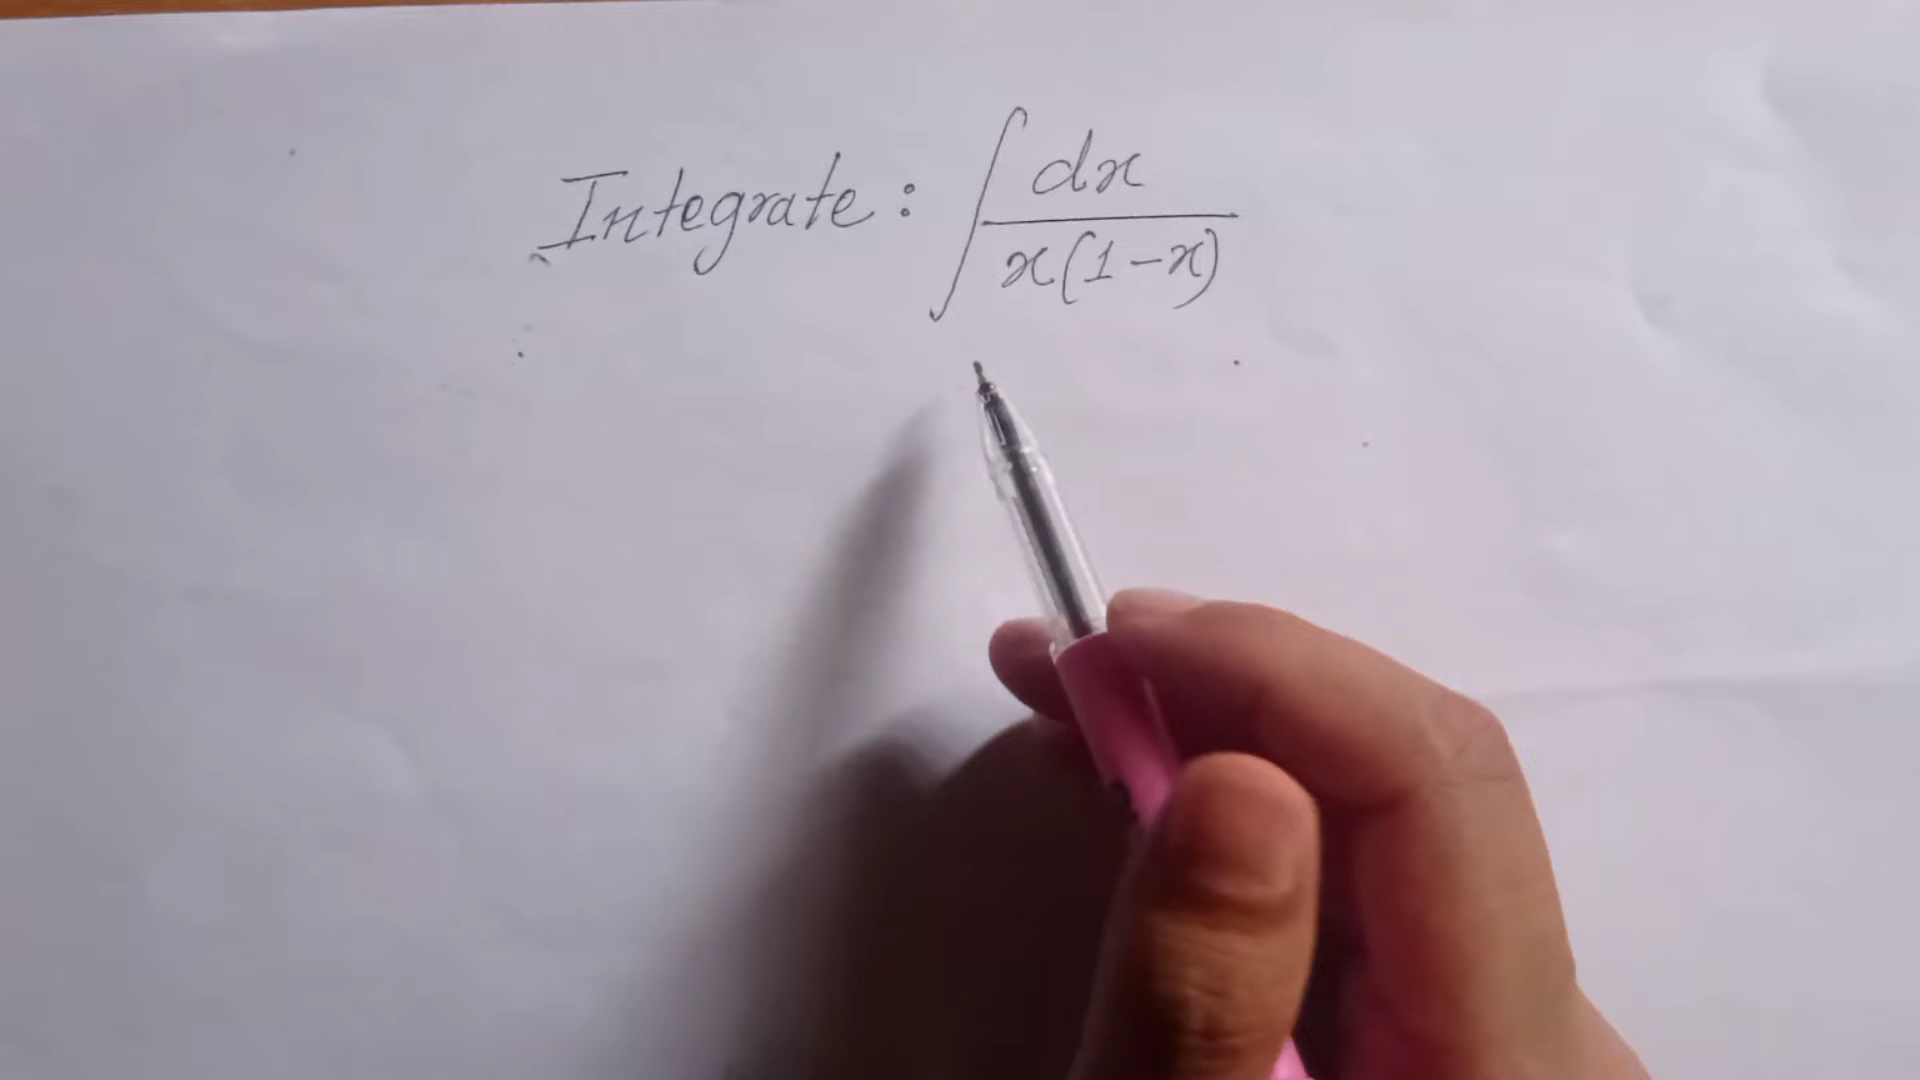 Integrate : ∫ dx / x(1-x)